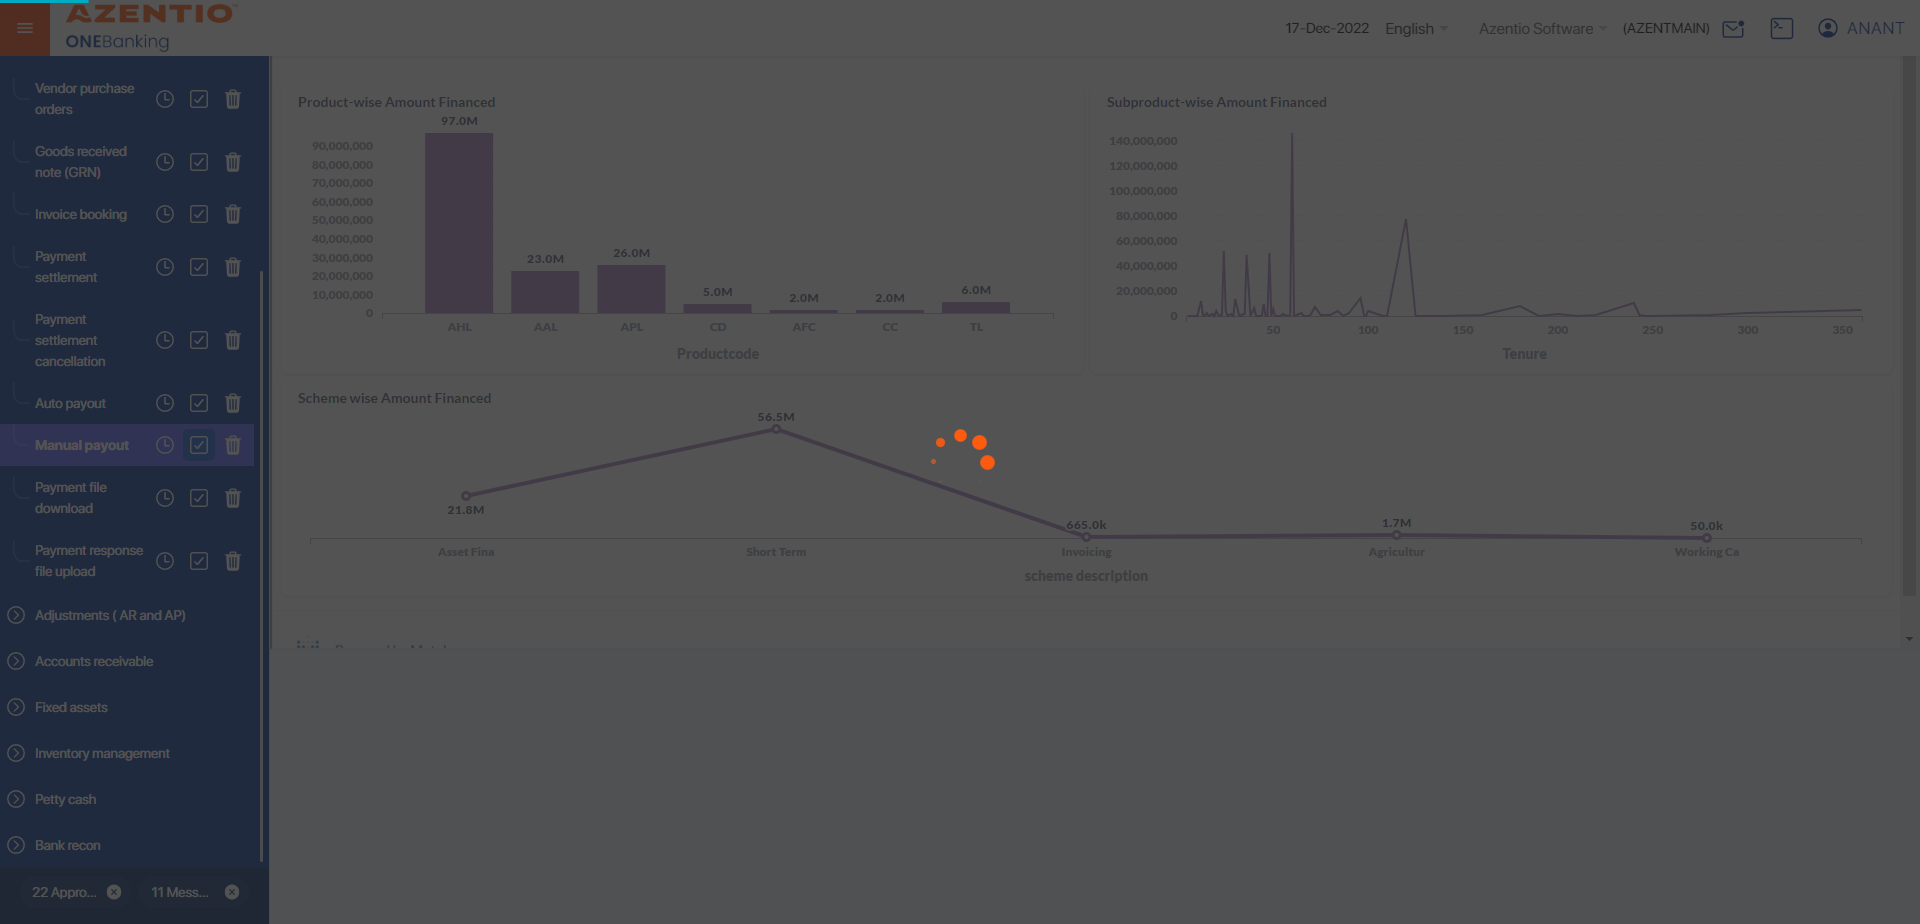 AZENTIO
ONEBanking
17-Dec-2022
English
Azentio Software
(AZENTMAIN)
ANANT
Vendor purchase
orders
Goods received
note (GRN)
Invoice booking
Payment
settlement
Payment
settlement
cancellation
Auto payout
Manual payout
Payment file
download
Payment response
file upload
Adjustments ( AR and AP)
Accounts receivable
Fixed assets
Inventory management
Petty cash
Bank recon
22 Appro...
11 Mess...
Product-wise Amount Financed
97.0M
90,000,000
80,000,000
70,000,000
60,000,000
50,000,000
40,000,000
30,000,000
20,000,000
10,000,000
0
23.0M
26.0M
5.0M
2.0M
2.0M
6.0M
AHL
AAL
APL
CD
AFC
CC
TL
Productcode
Subproduct-wise Amount Financed
140,000,000
120,000,000
100,000,000
80,000,000
60,000,000
40,000,000
20,000,000
0
50
100
150
200
250
300
350
Tenure
Scheme wise Amount Financed
56.5M
21.8M
665.0k
1.7M
50.0k
Asset Fina
Short Term
Invoicing
Agricultur
Working Ca
scheme description